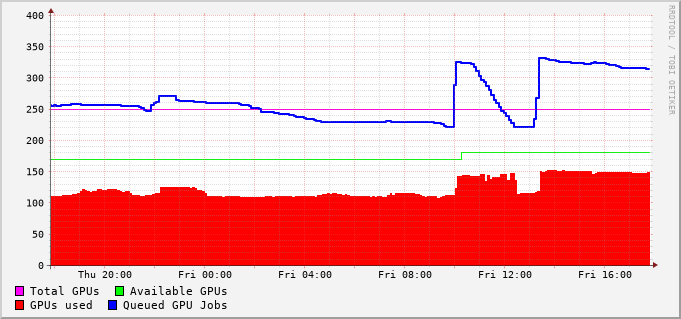 400
350
300
250
200
150
100
50
0
Thu 20:00 Fri 00:00 Fri 04:00 Fri 08:00 Fri 12:00 Fri 16:00
Total GPUs Available GPUs
GPUs used Queued GPU Jobs
RRDTOOL / TOBI OETIKER